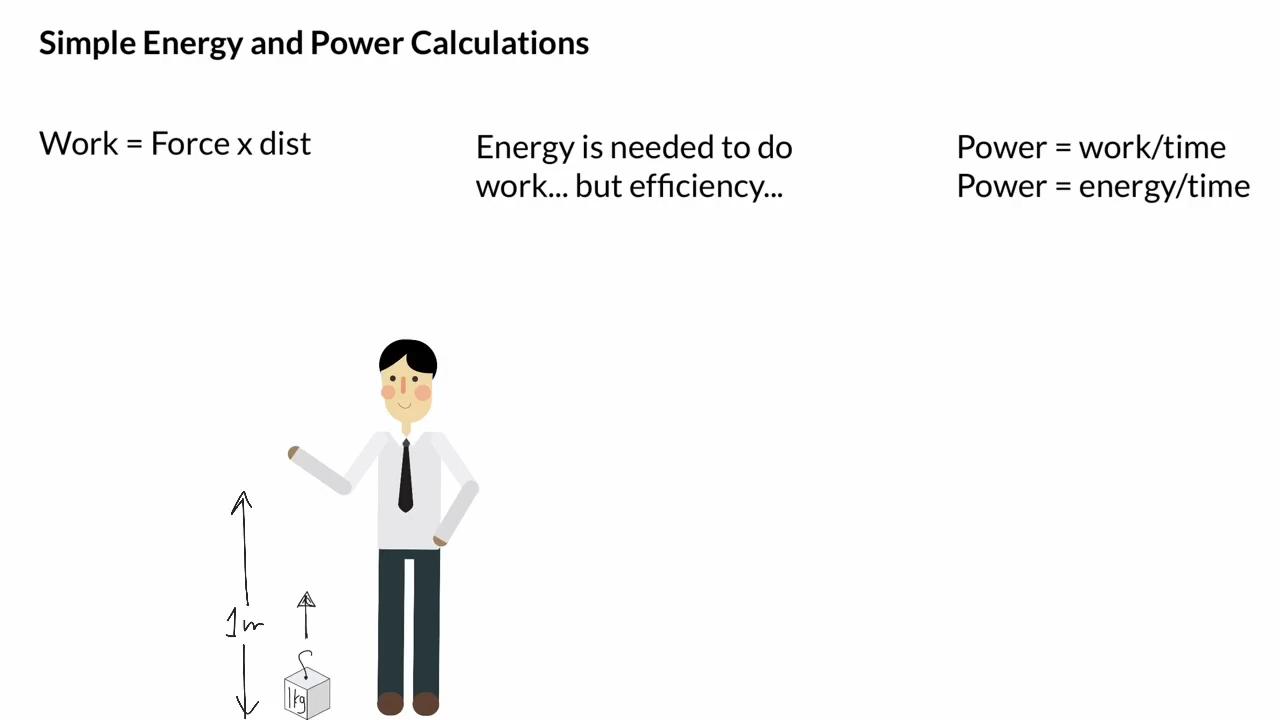 Simple Energy and Power Calculations
Work = Force x dist
Energy is needed to do
work... but efficiency...
Power = work/time
Power = energy/time
1m
1kg